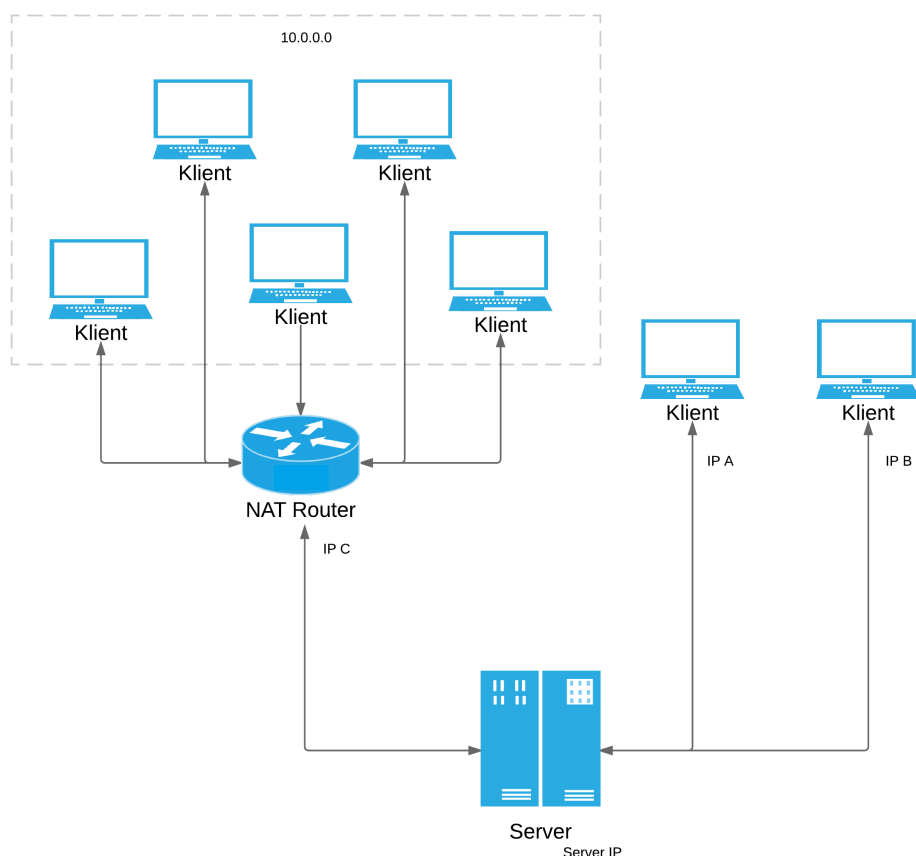 10.0.0.0
Klient
Klient
Klient
Klient
Klient
Klient
Klient
IP A
IP B
NAT Router
IP C
Server
Server IP